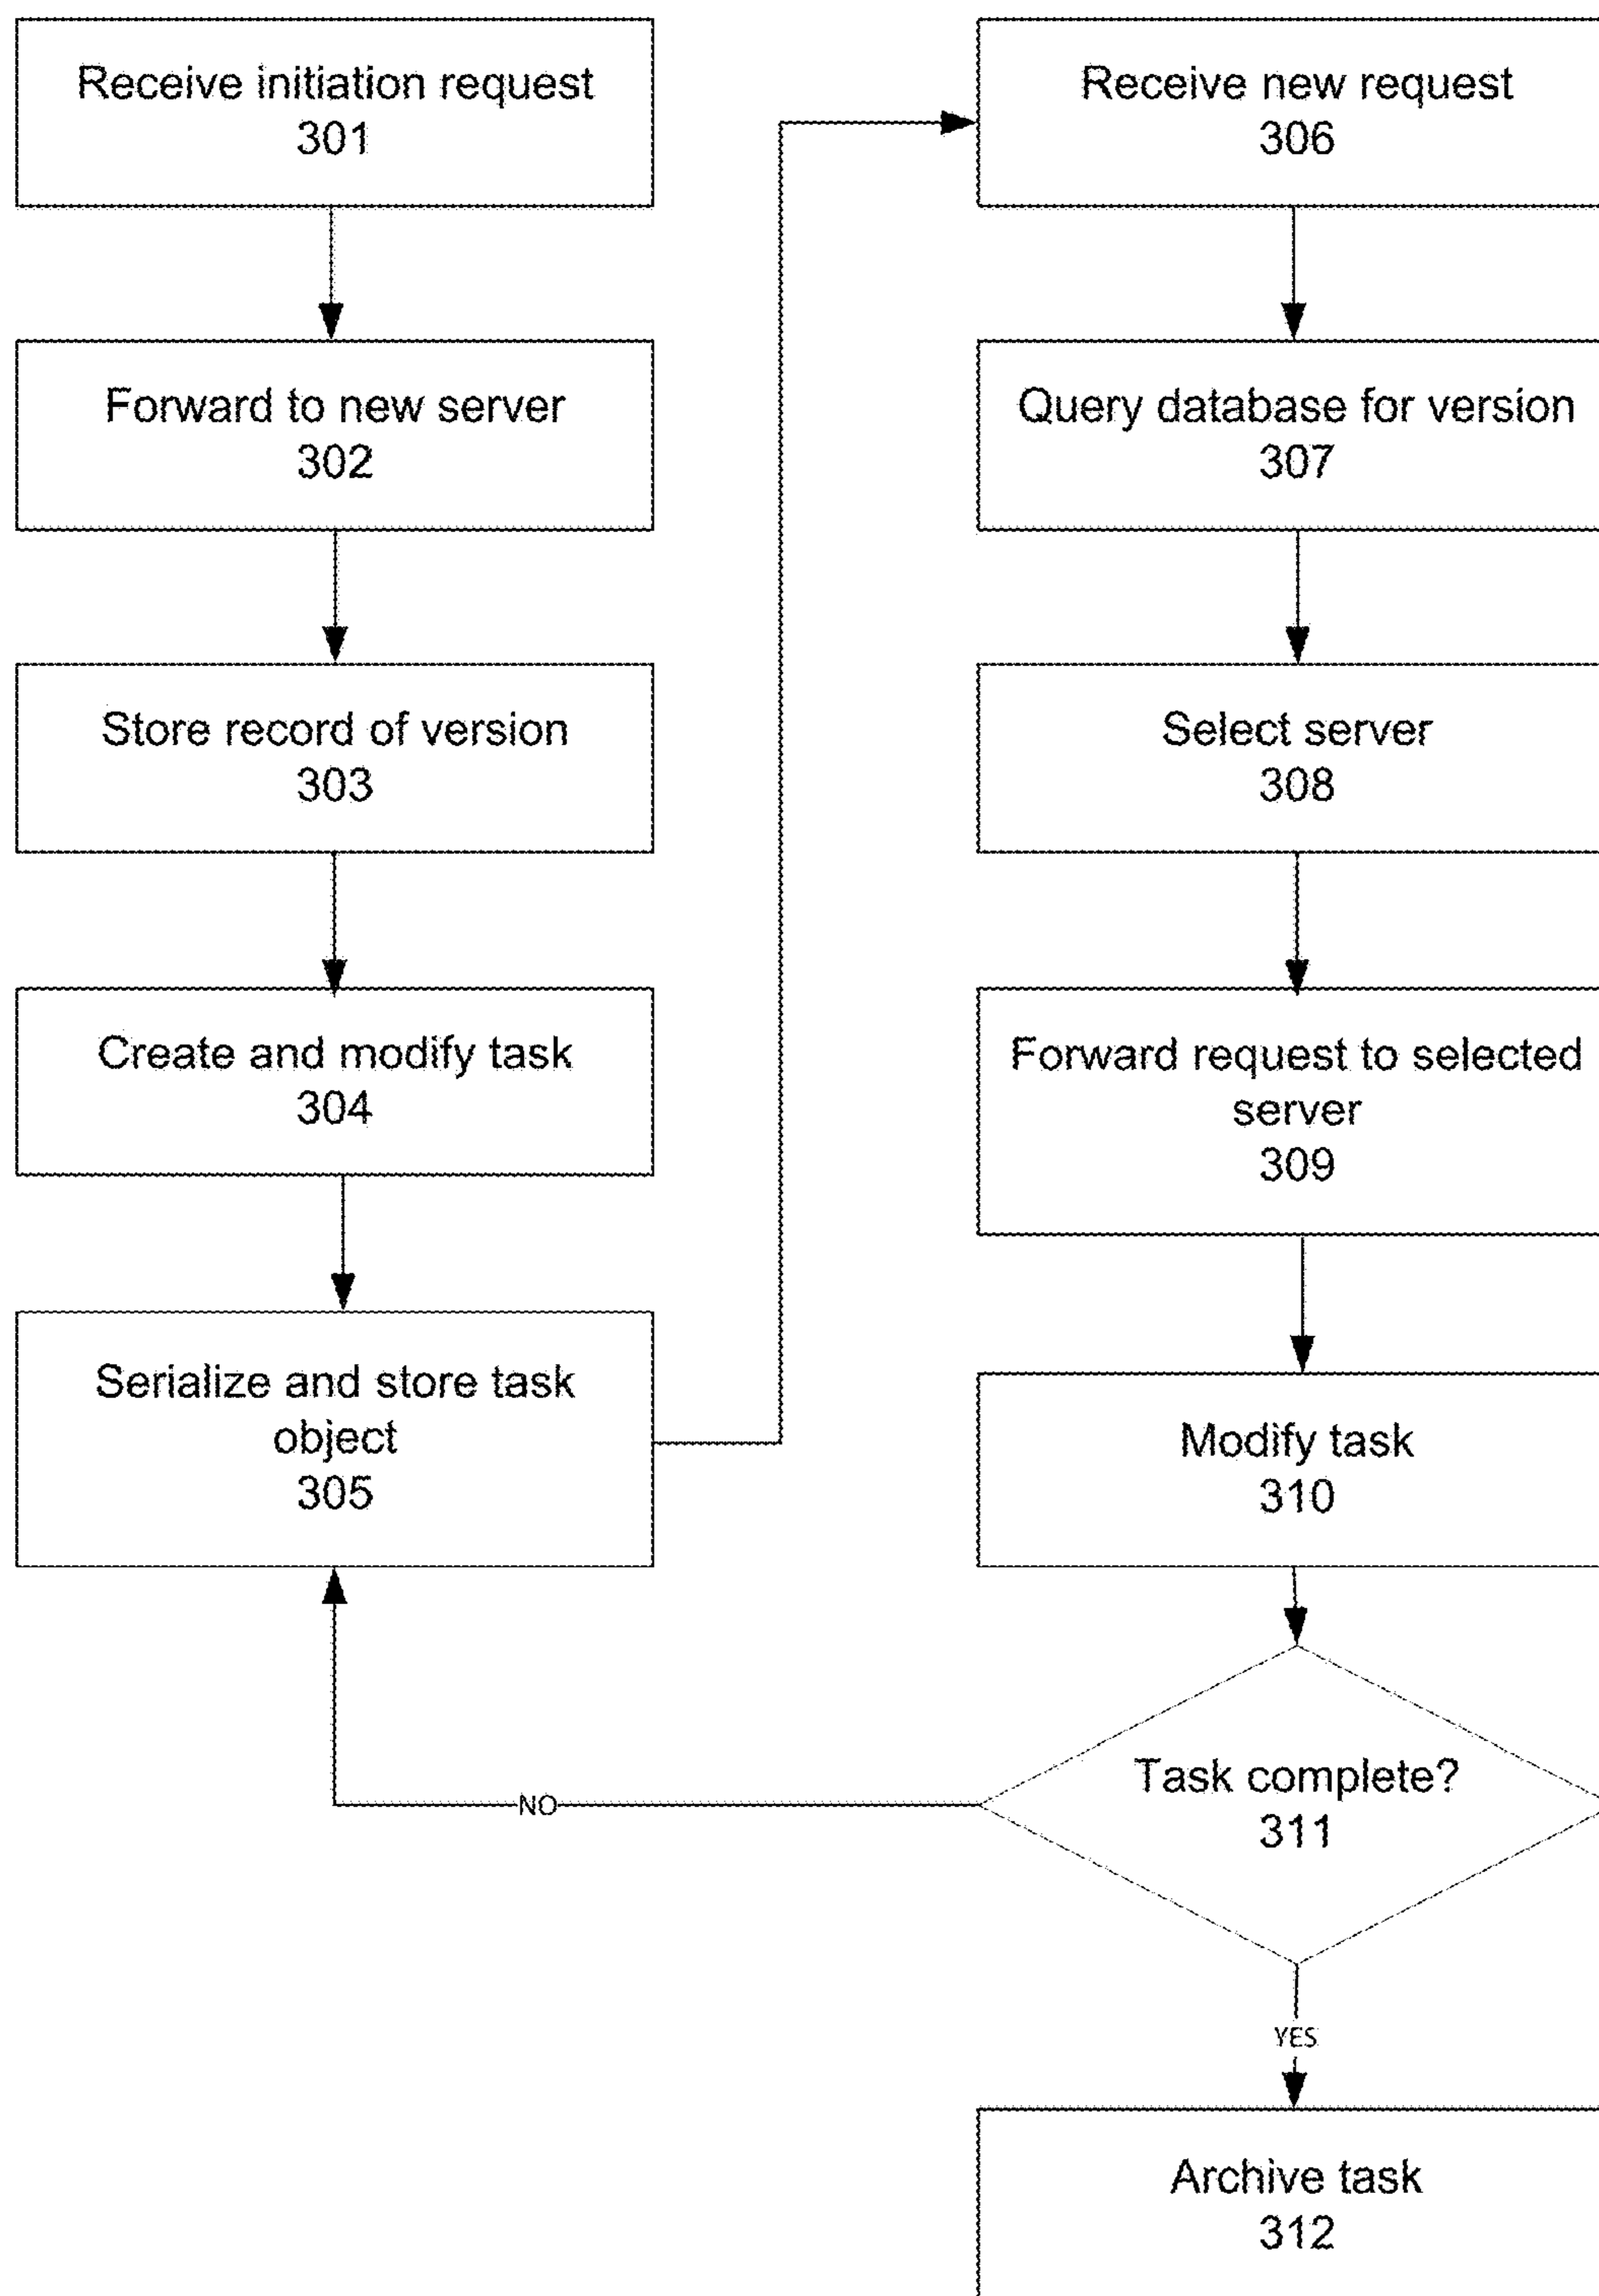 Receive initiation request
301
Forward to new server
302
Store record of version
303
Create and modify task
304
Serialize and store task
object
305
Receive new request
306
Query database for version
307
Select server
308
Forward request to selected
server
309
Modify task
310
Task complete?
311
NO
YES
Archive task
312